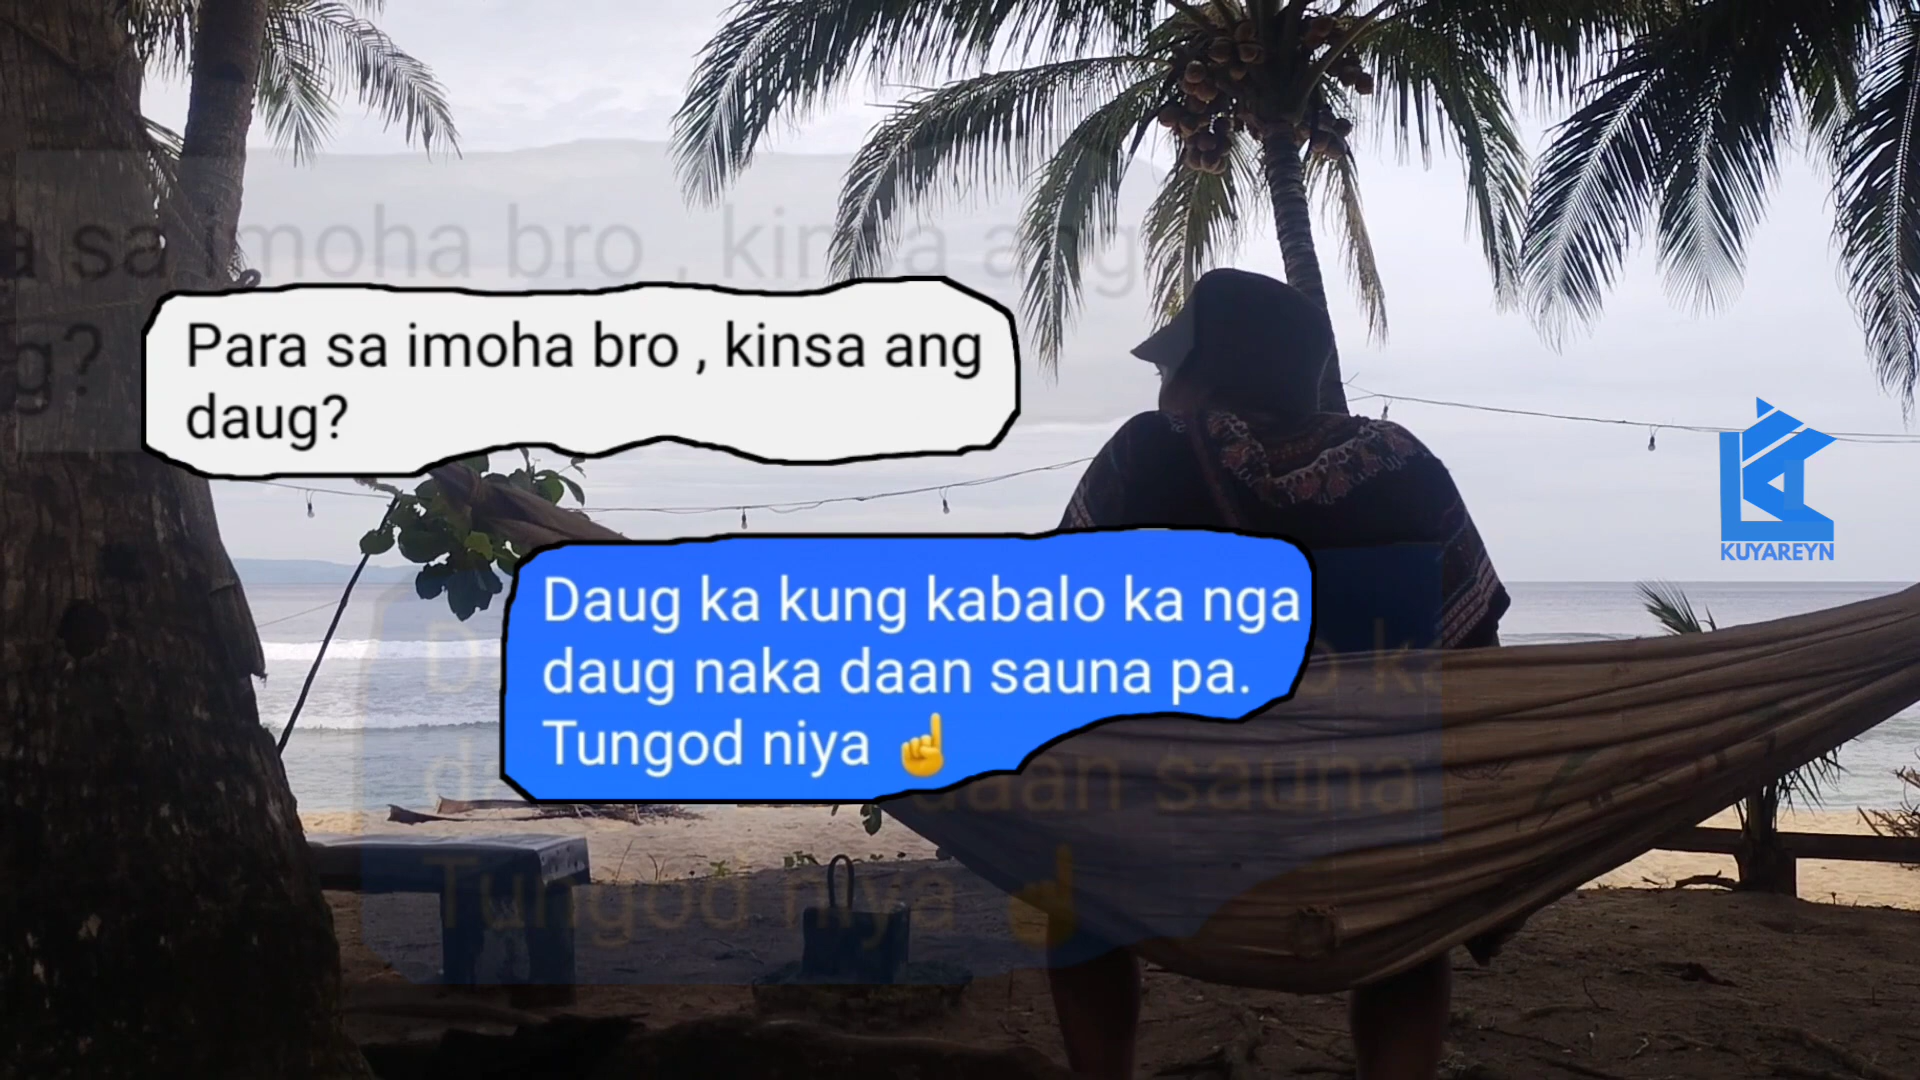 Para sa imoha bro , kinsa ang
daug?
Daug ka kung kabalo ka nga
daug naka daan sauna pa.
Tungod niya ☝️
KUYAREYN